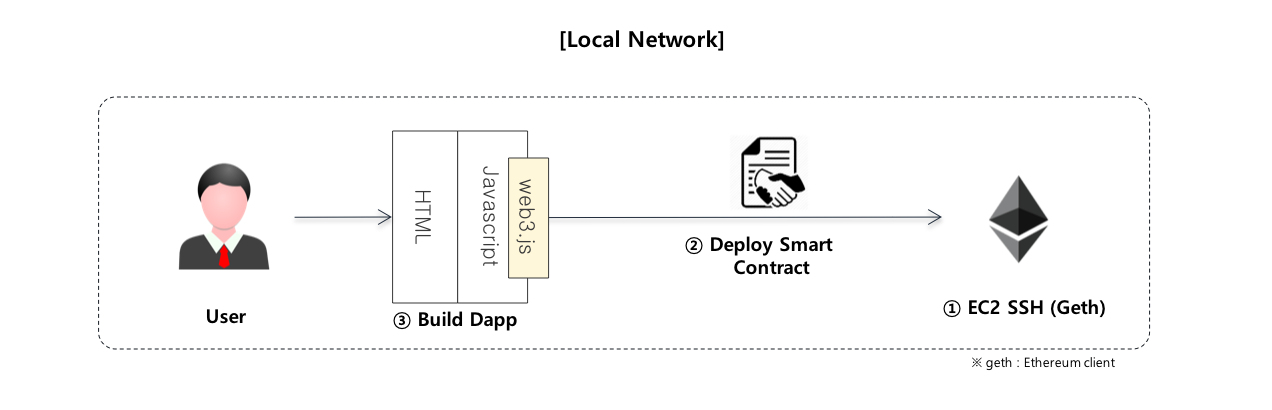 [Local Network]
HTML
Javascript
web3.js
② Deploy Smart
Contract
User
③ Build Dapp
① EC2 SSH (Geth)
※ geth : Ethereum client